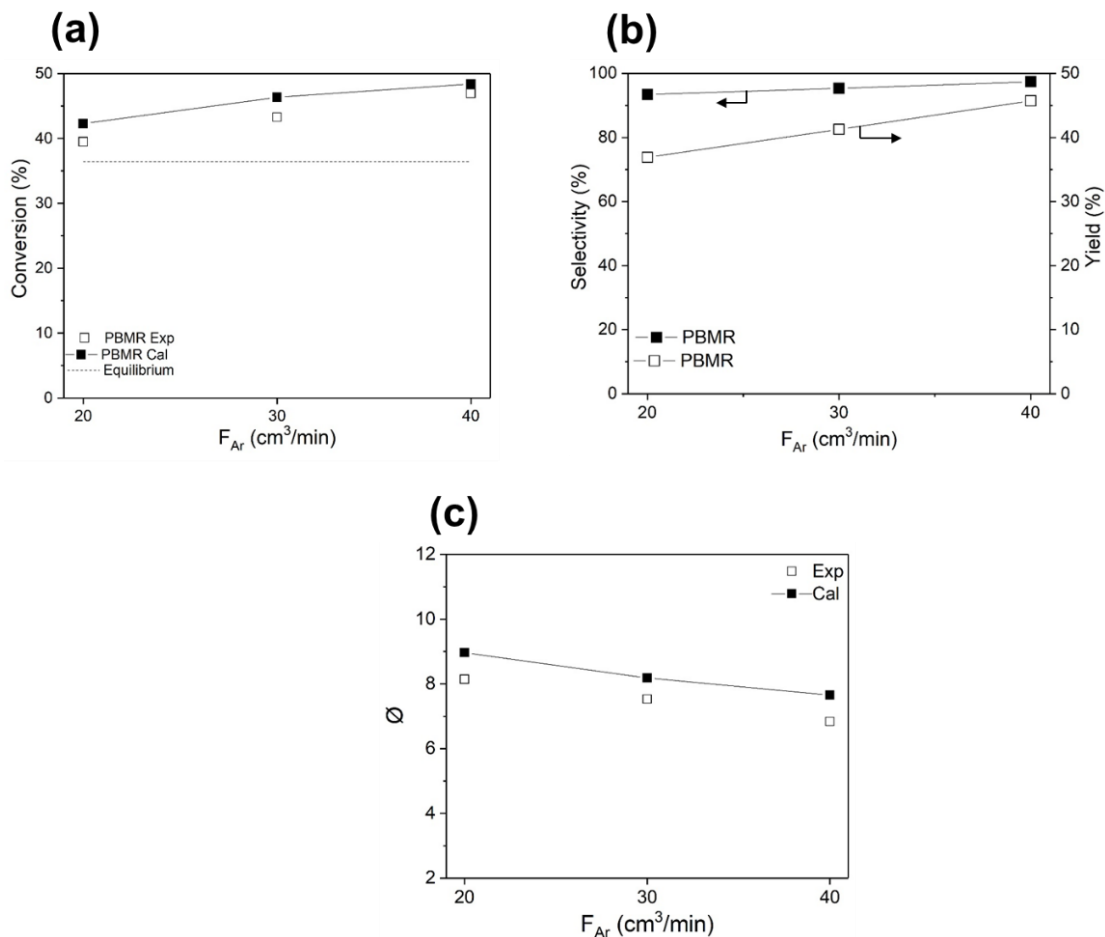 (a)
50
40
30
20
10
0
Conversion (%)
PBMR Exp
PBMR Cal
Equilibrium
20 30 40
F_Ar (cm³/min)
(b)
100
80
60
40
20
0
Selectivity (%)
50
40
30
20
10
0
Yield (%)
PBMR
PBMR
20 30 40
F_Ar (cm³/min)
(c)
12
10
8
6
4
2
Ø
Exp
Cal
20 30 40
F_Ar (cm³/min)